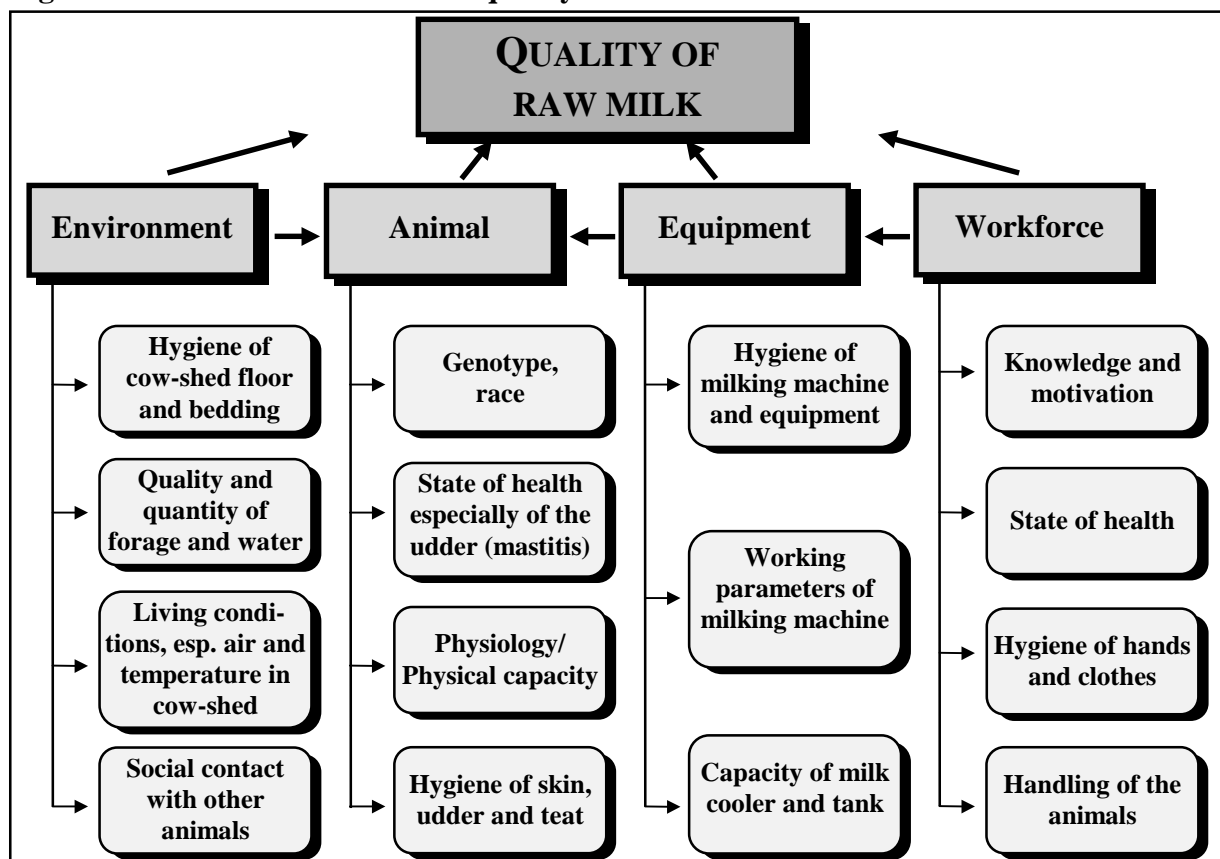 QUALITY OF
RAW MILK
Environment
Animal
Equipment
Workforce
Hygiene of
cow-shed floor
and bedding
Quality and
quantity of
forage and water
Living condi-
tions, esp. air and
temperature in
cow-shed
Social contact
with other
animals
Genotype,
race
State of health
especially of the
udder (mastitis)
Physiology/
Physical capacity
Hygiene of skin,
udder and teat
Hygiene of
milking machine
and equipment
Working
parameters of
milking machine
Capacity of milk
cooler and tank
Knowledge and
motivation
State of health
Hygiene of hands
and clothes
Handling of the
animals